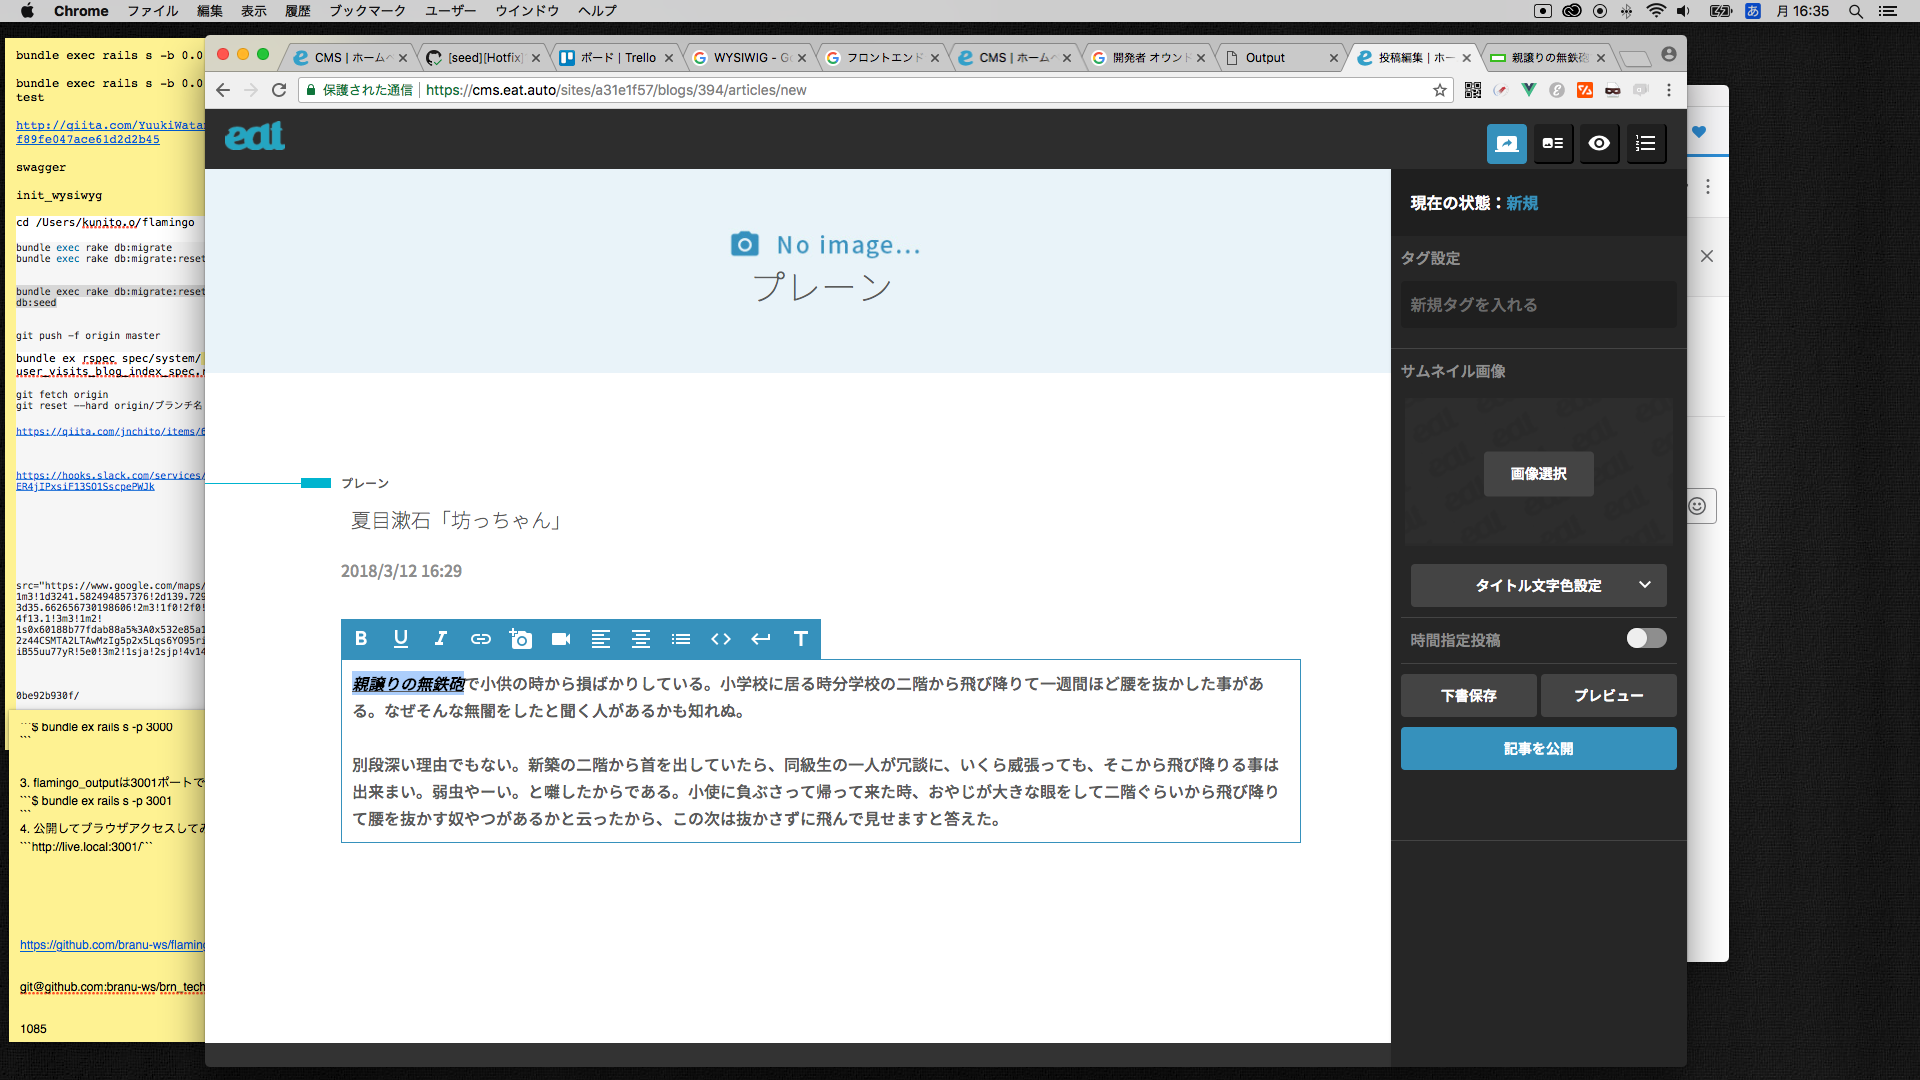 Chrome ファイル 編集 表示 履歴 ブックマーク ユーザー ウインドウ ヘルプ
あ 月 16:35
bundle exec rails s -b 0.0
bundle exec rails s -b 0.0
test
http://qiita.com/YuukiWata
f89fe047ace61d2d2b45
swagger
init_wysiwyg
cd /Users/kunito.o/flamingo
bundle exec rake db:migrate
bundle exec rake db:migrate:reset
bundle exec rake db:migrate:reset
db:seed
git push -f origin master
bundle ex rspec spec/system/
user_visits_blog_index_spec.r
git fetch origin
git reset --hard origin/ブランチ名
https://qiita.com/jnchito/items/6
https://hooks.slack.com/services/
ER4jIPxsiF13SO1SscpePWJk
src="https://www.google.com/maps/
1m3!1d3241.582494857376!2d139.729
3d35.662656730198606!2m3!1f0!2f0!
4f13.1!3m3!1m2!
1s0x60188b77fdab88a5%3A0x532e85a1
2z44CSMTA2LTAwMzIg5p2x5Lqs6YO95ri
iB55uu77yR!5e0!3m2!1sja!2sjp!4v14
0be92b930f/
```$ bundle ex rails s -p 3000
```
3. flamingo_outputは3001ポートで
```$ bundle ex rails s -p 3001
```
4. 公開してブラウザアクセスしてみ
```http://live.local:3001/```
https://github.com/branu-ws/flaming
git@github.com:branu-ws/brn_tech
1085
CMS | ホームペ
[seed][Hotfix]
ボード | Trello
WYSIWIG - Go
フロントエンド
CMS | ホームペ
開発者 オウンド
Output
投稿編集 | ホー
親譲りの無鉄砲
保護された通信 https://cms.eat.auto/sites/a31e1f57/blogs/394/articles/new
eat
No image...
プレーン
プレーン
夏目漱石「坊っちゃん」
2018/3/12 16:29
B U I T
親譲りの無鉄砲で小供の時から損ばかりしている。小学校に居る時分学校の二階から飛び降りて一週間ほど腰を抜かした事があ
る。なぜそんな無闇をしたと聞く人があるかも知れぬ。
別段深い理由でもない。新築の二階から首を出していたら、同級生の一人が冗談に、いくら威張っても、そこから飛び降りる事は
出来まい。弱虫やーい。と囃したからである。小使に負ぶさって帰って来た時、おやじが大きな眼をして二階ぐらいから飛び降り
て腰を抜かす奴やつがあるかと云ったから、この次は抜かさずに飛んで見せますと答えた。
現在の状態：新規
タグ設定
新規タグを入れる
サムネイル画像
画像選択
タイトル文字色設定
時間指定投稿
下書保存
プレビュー
記事を公開